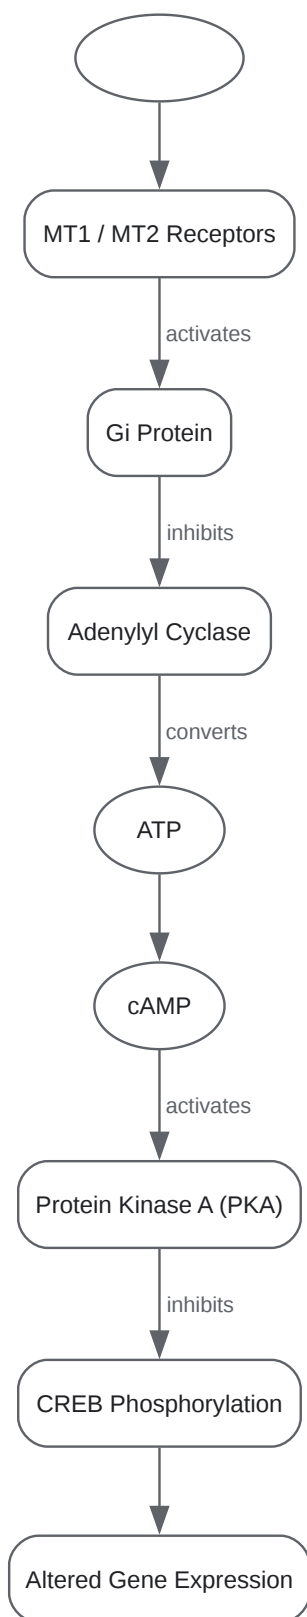 MT1 / MT2 Receptors
activates
Gi Protein
inhibits
Adenylyl Cyclase
converts
ATP
cAMP
activates
Protein Kinase A (PKA)
inhibits
CREB Phosphorylation
Altered Gene Expression